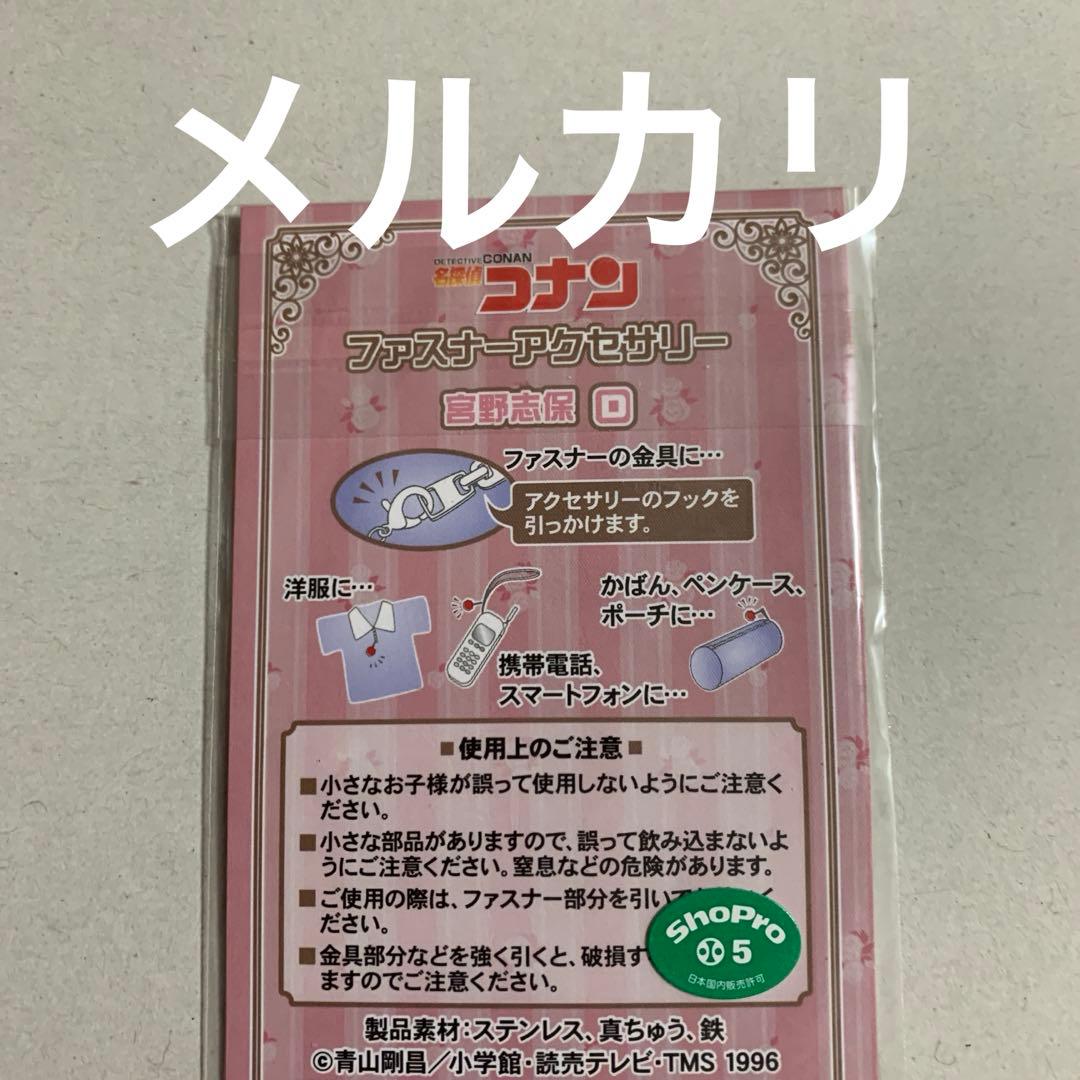 メルカリ
DETECTIVE CONAN
名探偵
コナン
ファスナーアクセサリー
宮野志保 D
ファスナーの金具に…
アクセサリーのフックを
引っかけます。
洋服に…
かばん、ペンケース、
ポーチに…
携帯電話、
スマートフォンに…
■使用上のご注意■
■小さなお子様が誤って使用しないようにご注意く
ださい。
■小さな部品がありますので、誤って飲み込まないよ
うにご注意ください。窒息などの危険があります。
■ご使用の際は、ファスナー部分を引いて
ださい。
■金具部分などを強く引くと、破損す
ますのでご注意ください。
ShoPro
5
日本国内販売許可
製品素材：ステンレス、真ちゅう、鉄
©青山剛昌／小学館・読売テレビ・TMS 1996